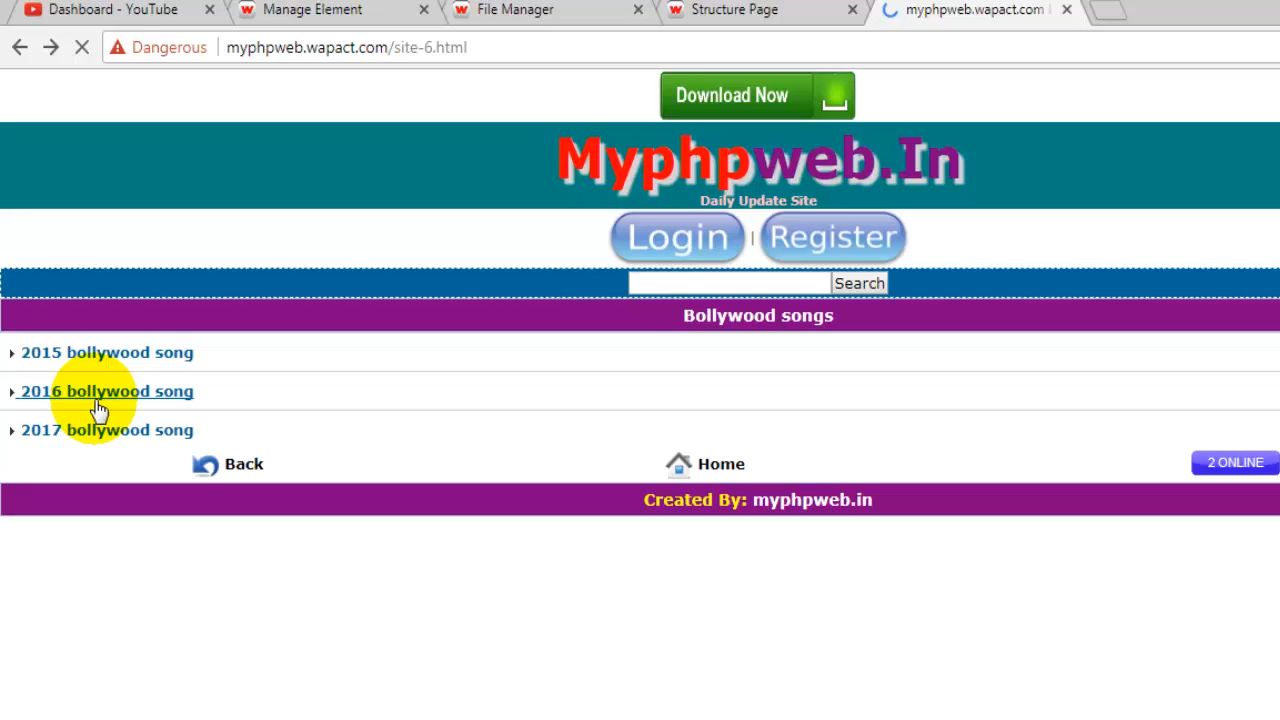 Dashboard - YouTube
Manage Element
File Manager
Structure Page
myphpweb.wapact.com
Dangerous
myphpweb.wapact.com/site-6.html
Download Now
Myphpweb.In
Daily Update Site
Login | Register
Search
Bollywood songs
2015 bollywood song
2016 bollywood song
2017 bollywood song
Back
Home
2 ONLINE
Created By: myphpweb.in